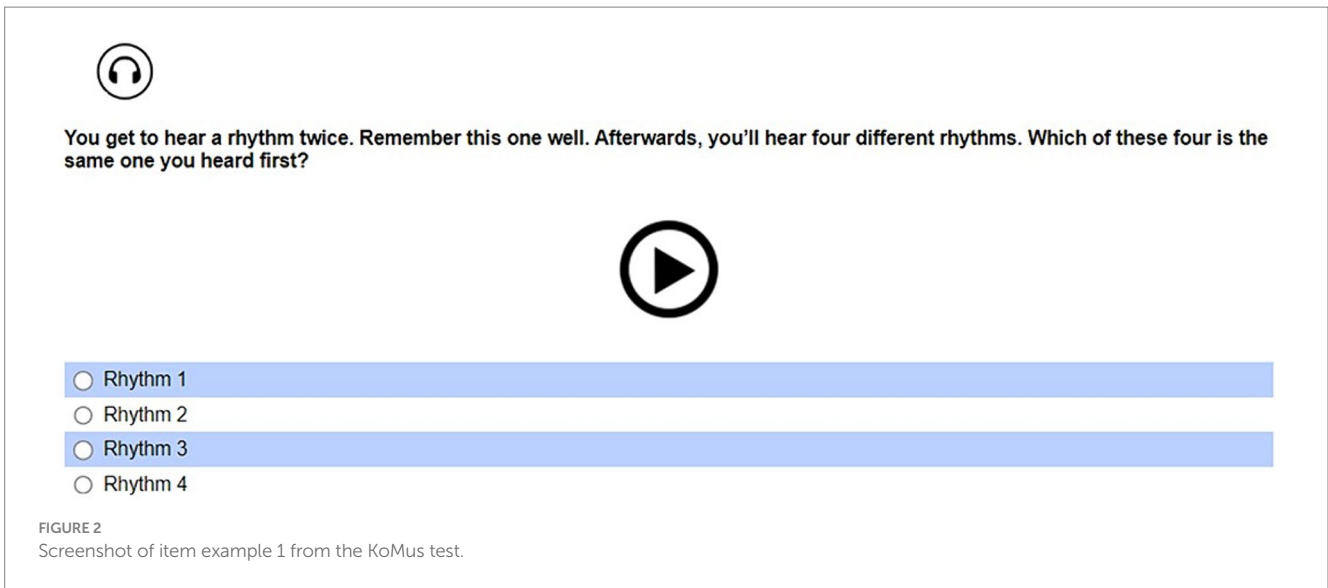 You get to hear a rhythm twice. Remember this one well. Afterwards, you’ll hear four different rhythms. Which of these four is the
same one you heard first?
Rhythm 1
Rhythm 2
Rhythm 3
Rhythm 4
FIGURE 2
Screenshot of item example 1 from the KoMus test.